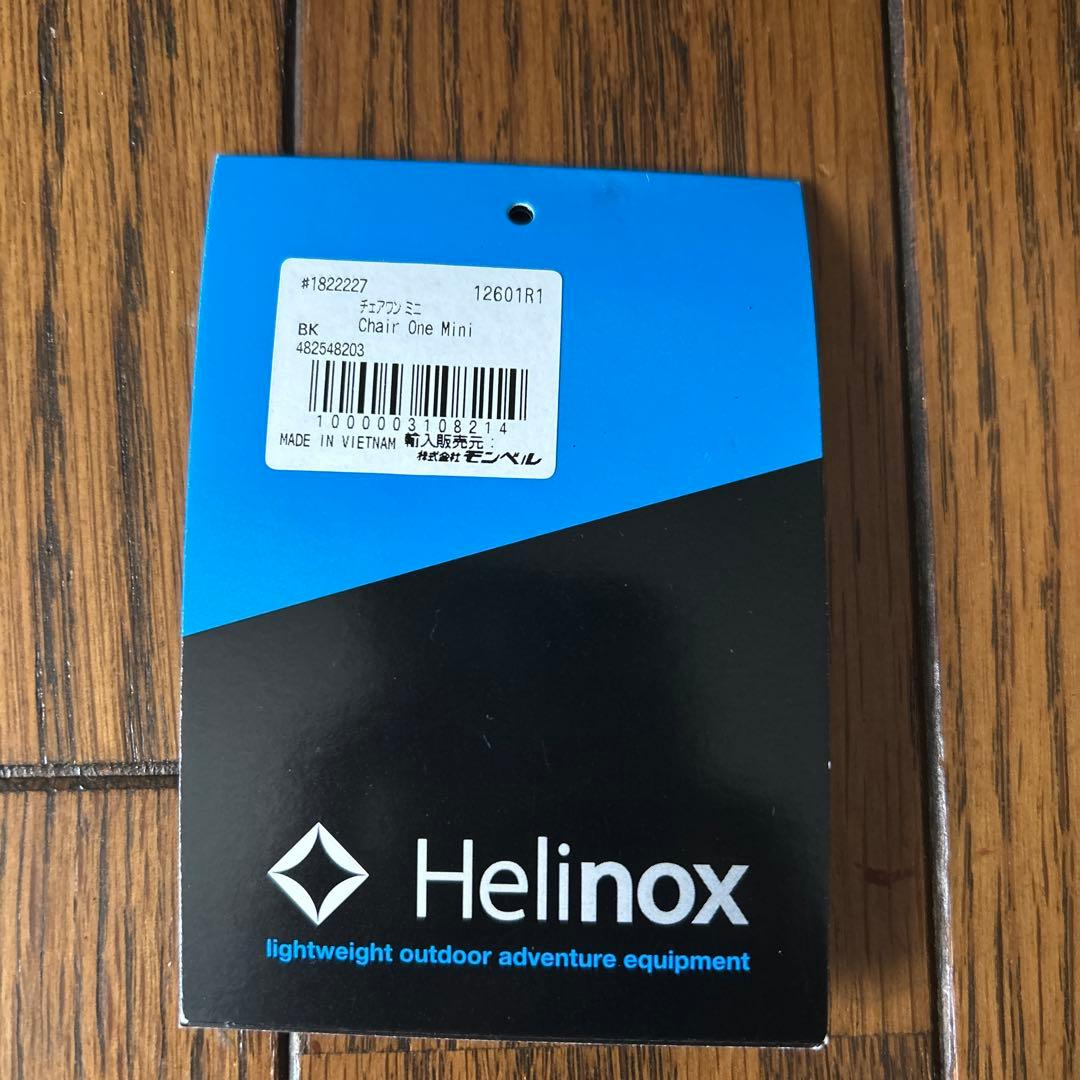 #1822227
12601R1
チェアワン ミニ
BK Chair One Mini
482548203
1000003108214
MADE IN VIETNAM 輸入販売元:
株式会社 モンベル
Helinox
lightweight outdoor adventure equipment